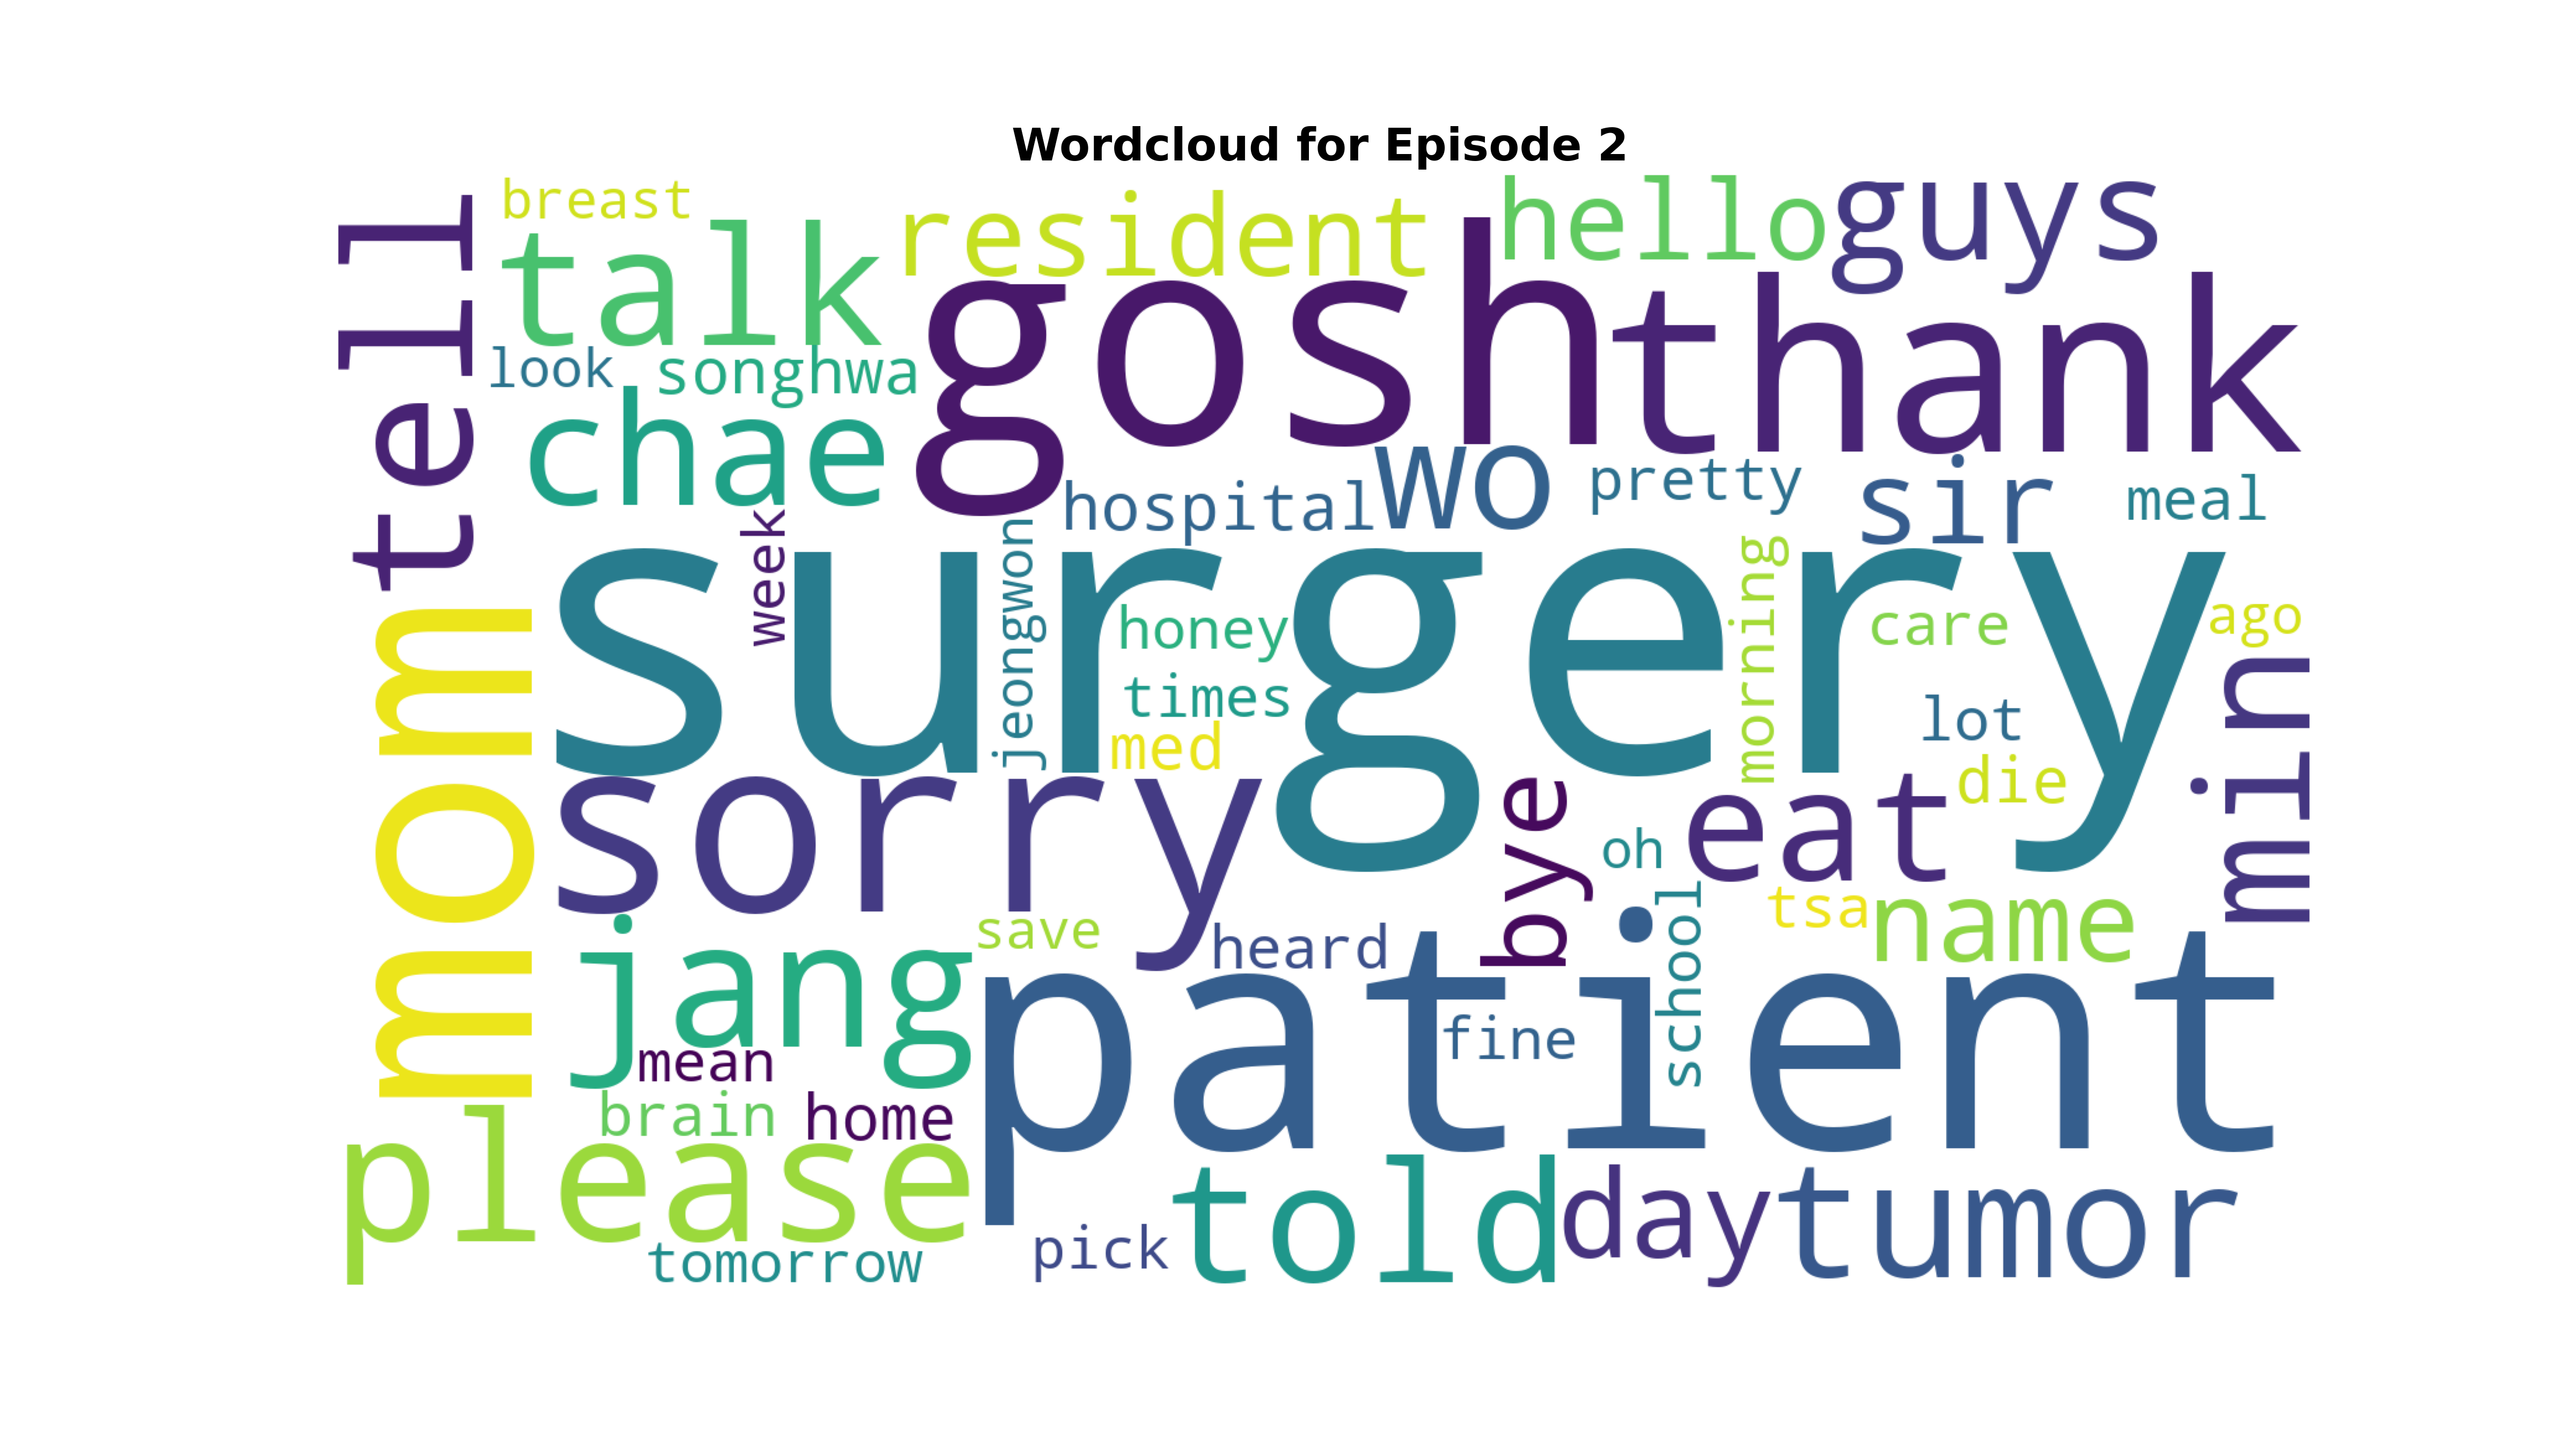 Wordcloud for Episode 2
breast
resident
hello
guys
tell
talk
gosh
thank
look
songhwa
chae
hospital
wo
pretty
sir
meal
week
jeongwon
surgery
morning
honey
care
ago
times
med
lot
min
mom
sorry
bye
die
eat
oh
tsa
name
save
heard
school
jang
patient
mean
fine
brain
home
please
told
day
tumor
pick
tomorrow